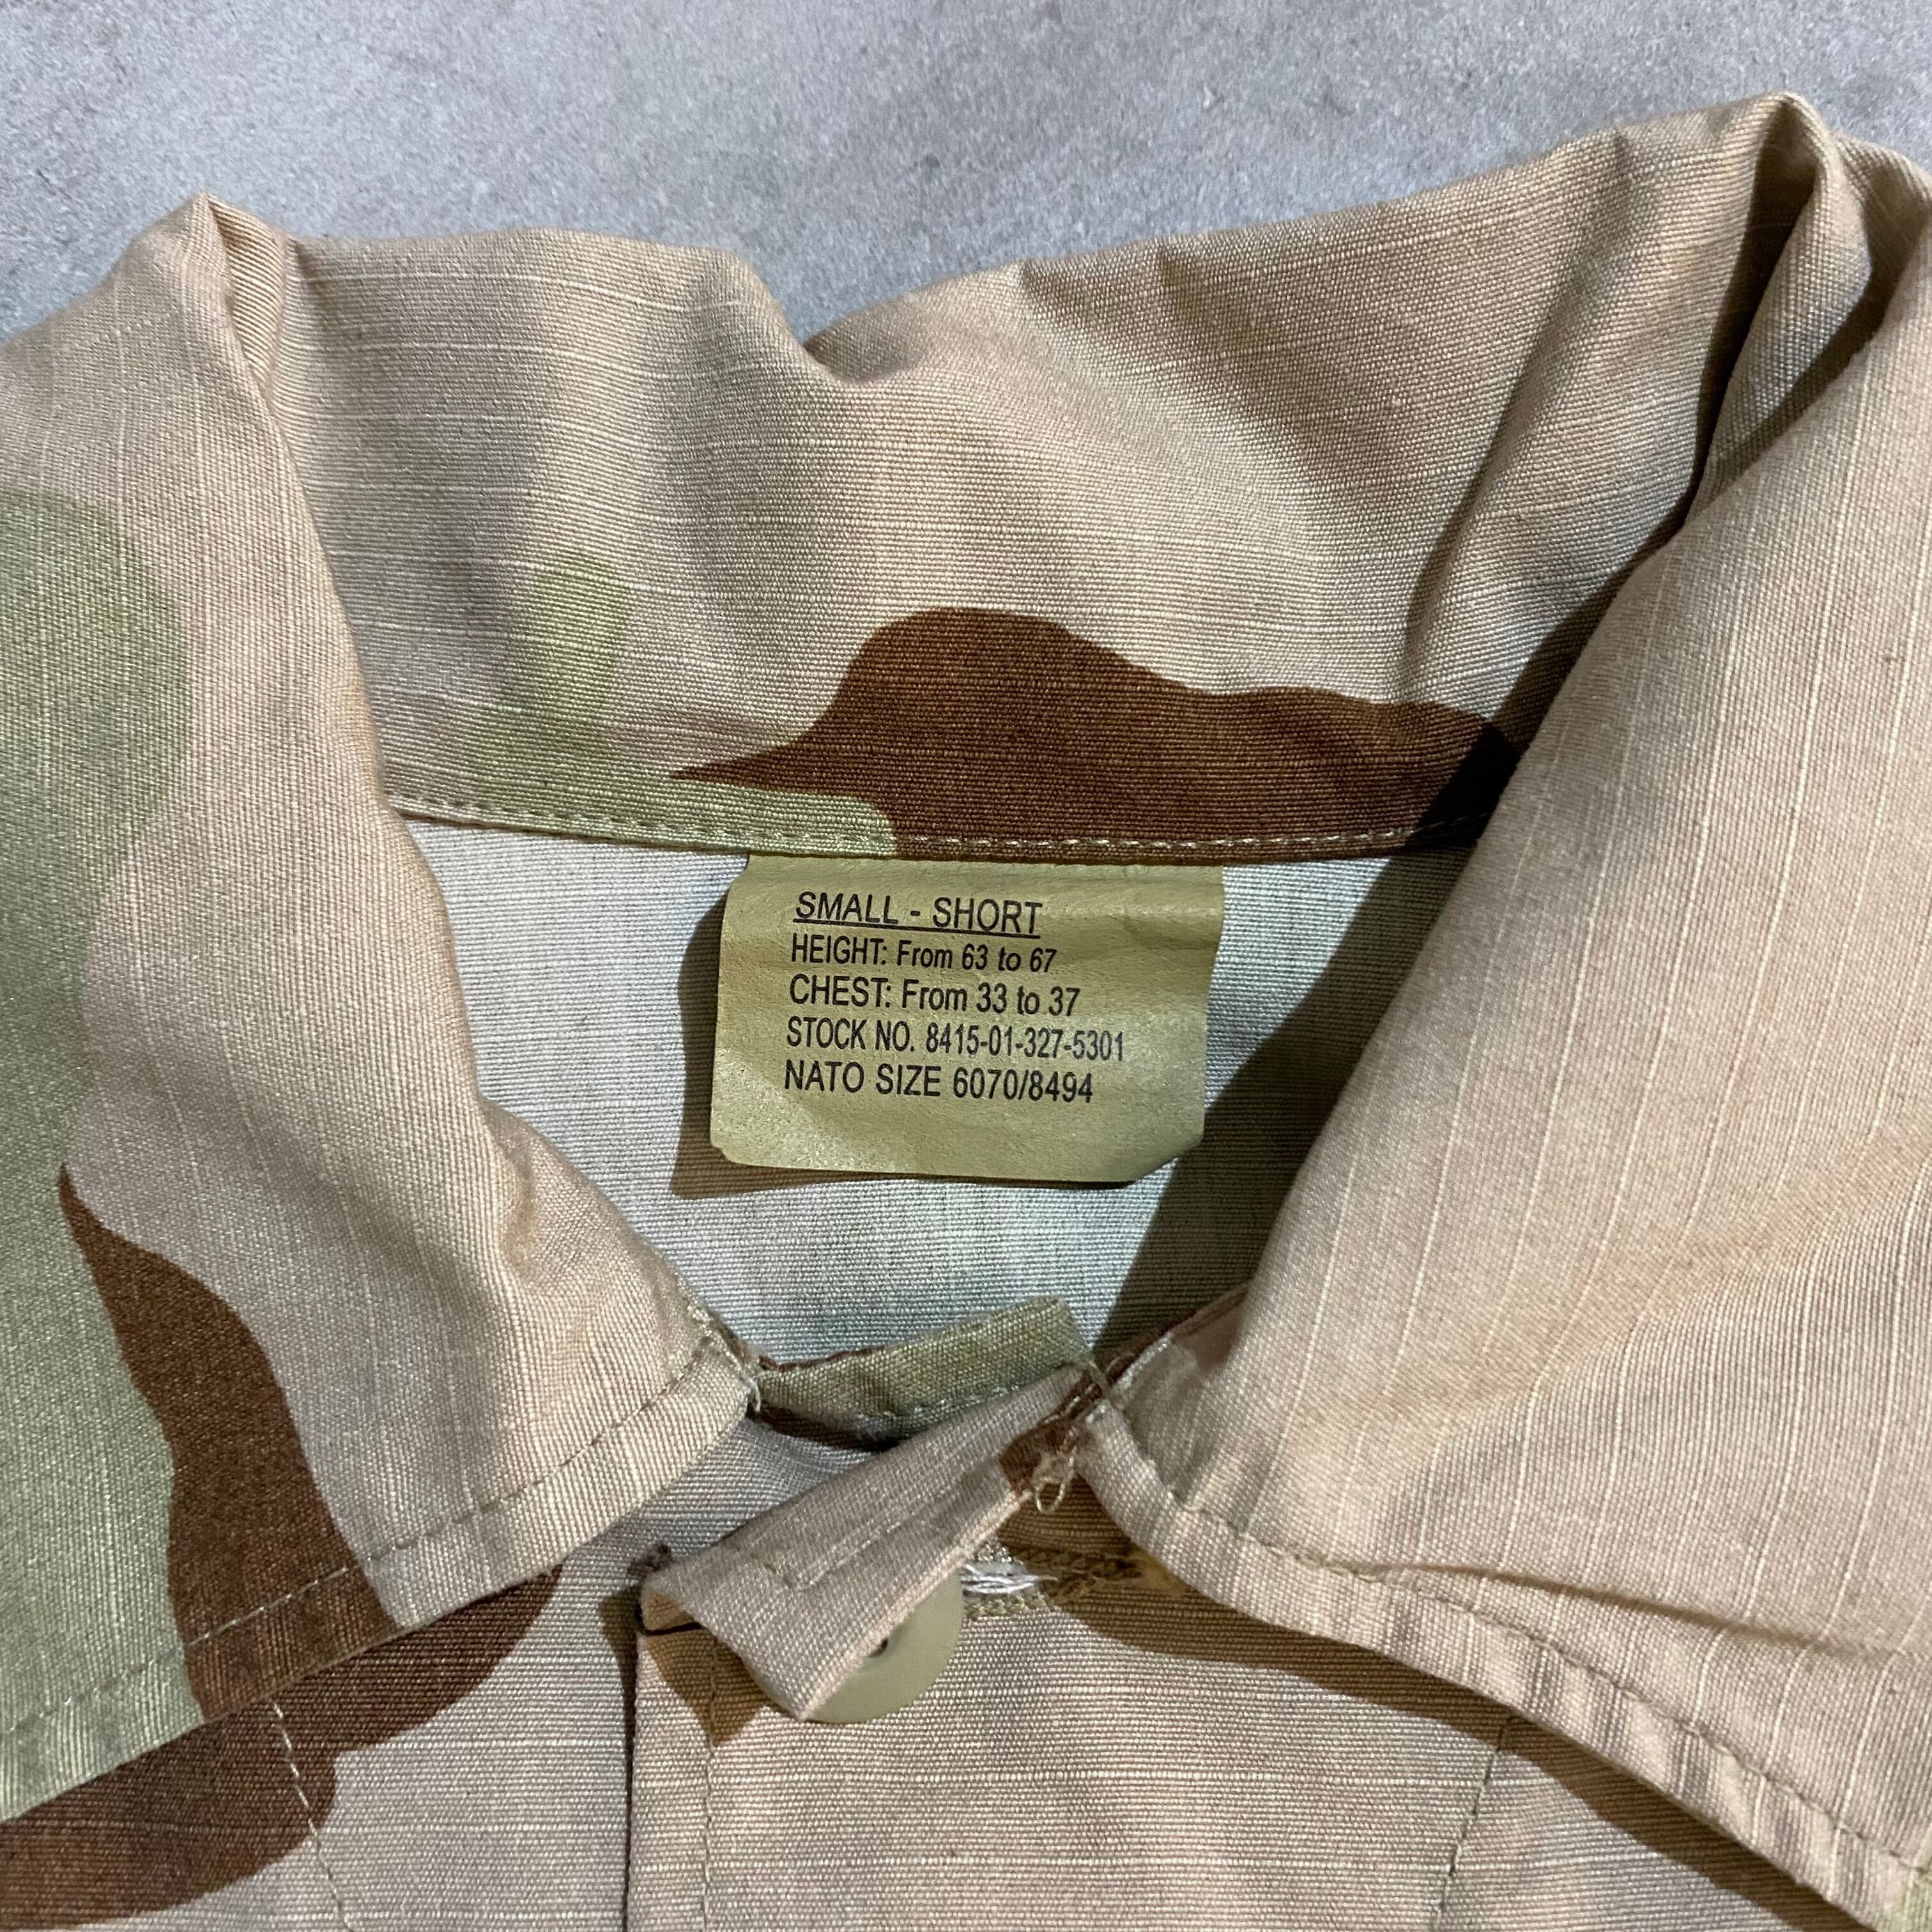 SMALL - SHORT
HEIGHT: From 63 to 67
CHEST: From 33 to 37
STOCK NO. 8415-01-327-5301
NATO SIZE 6070/8494